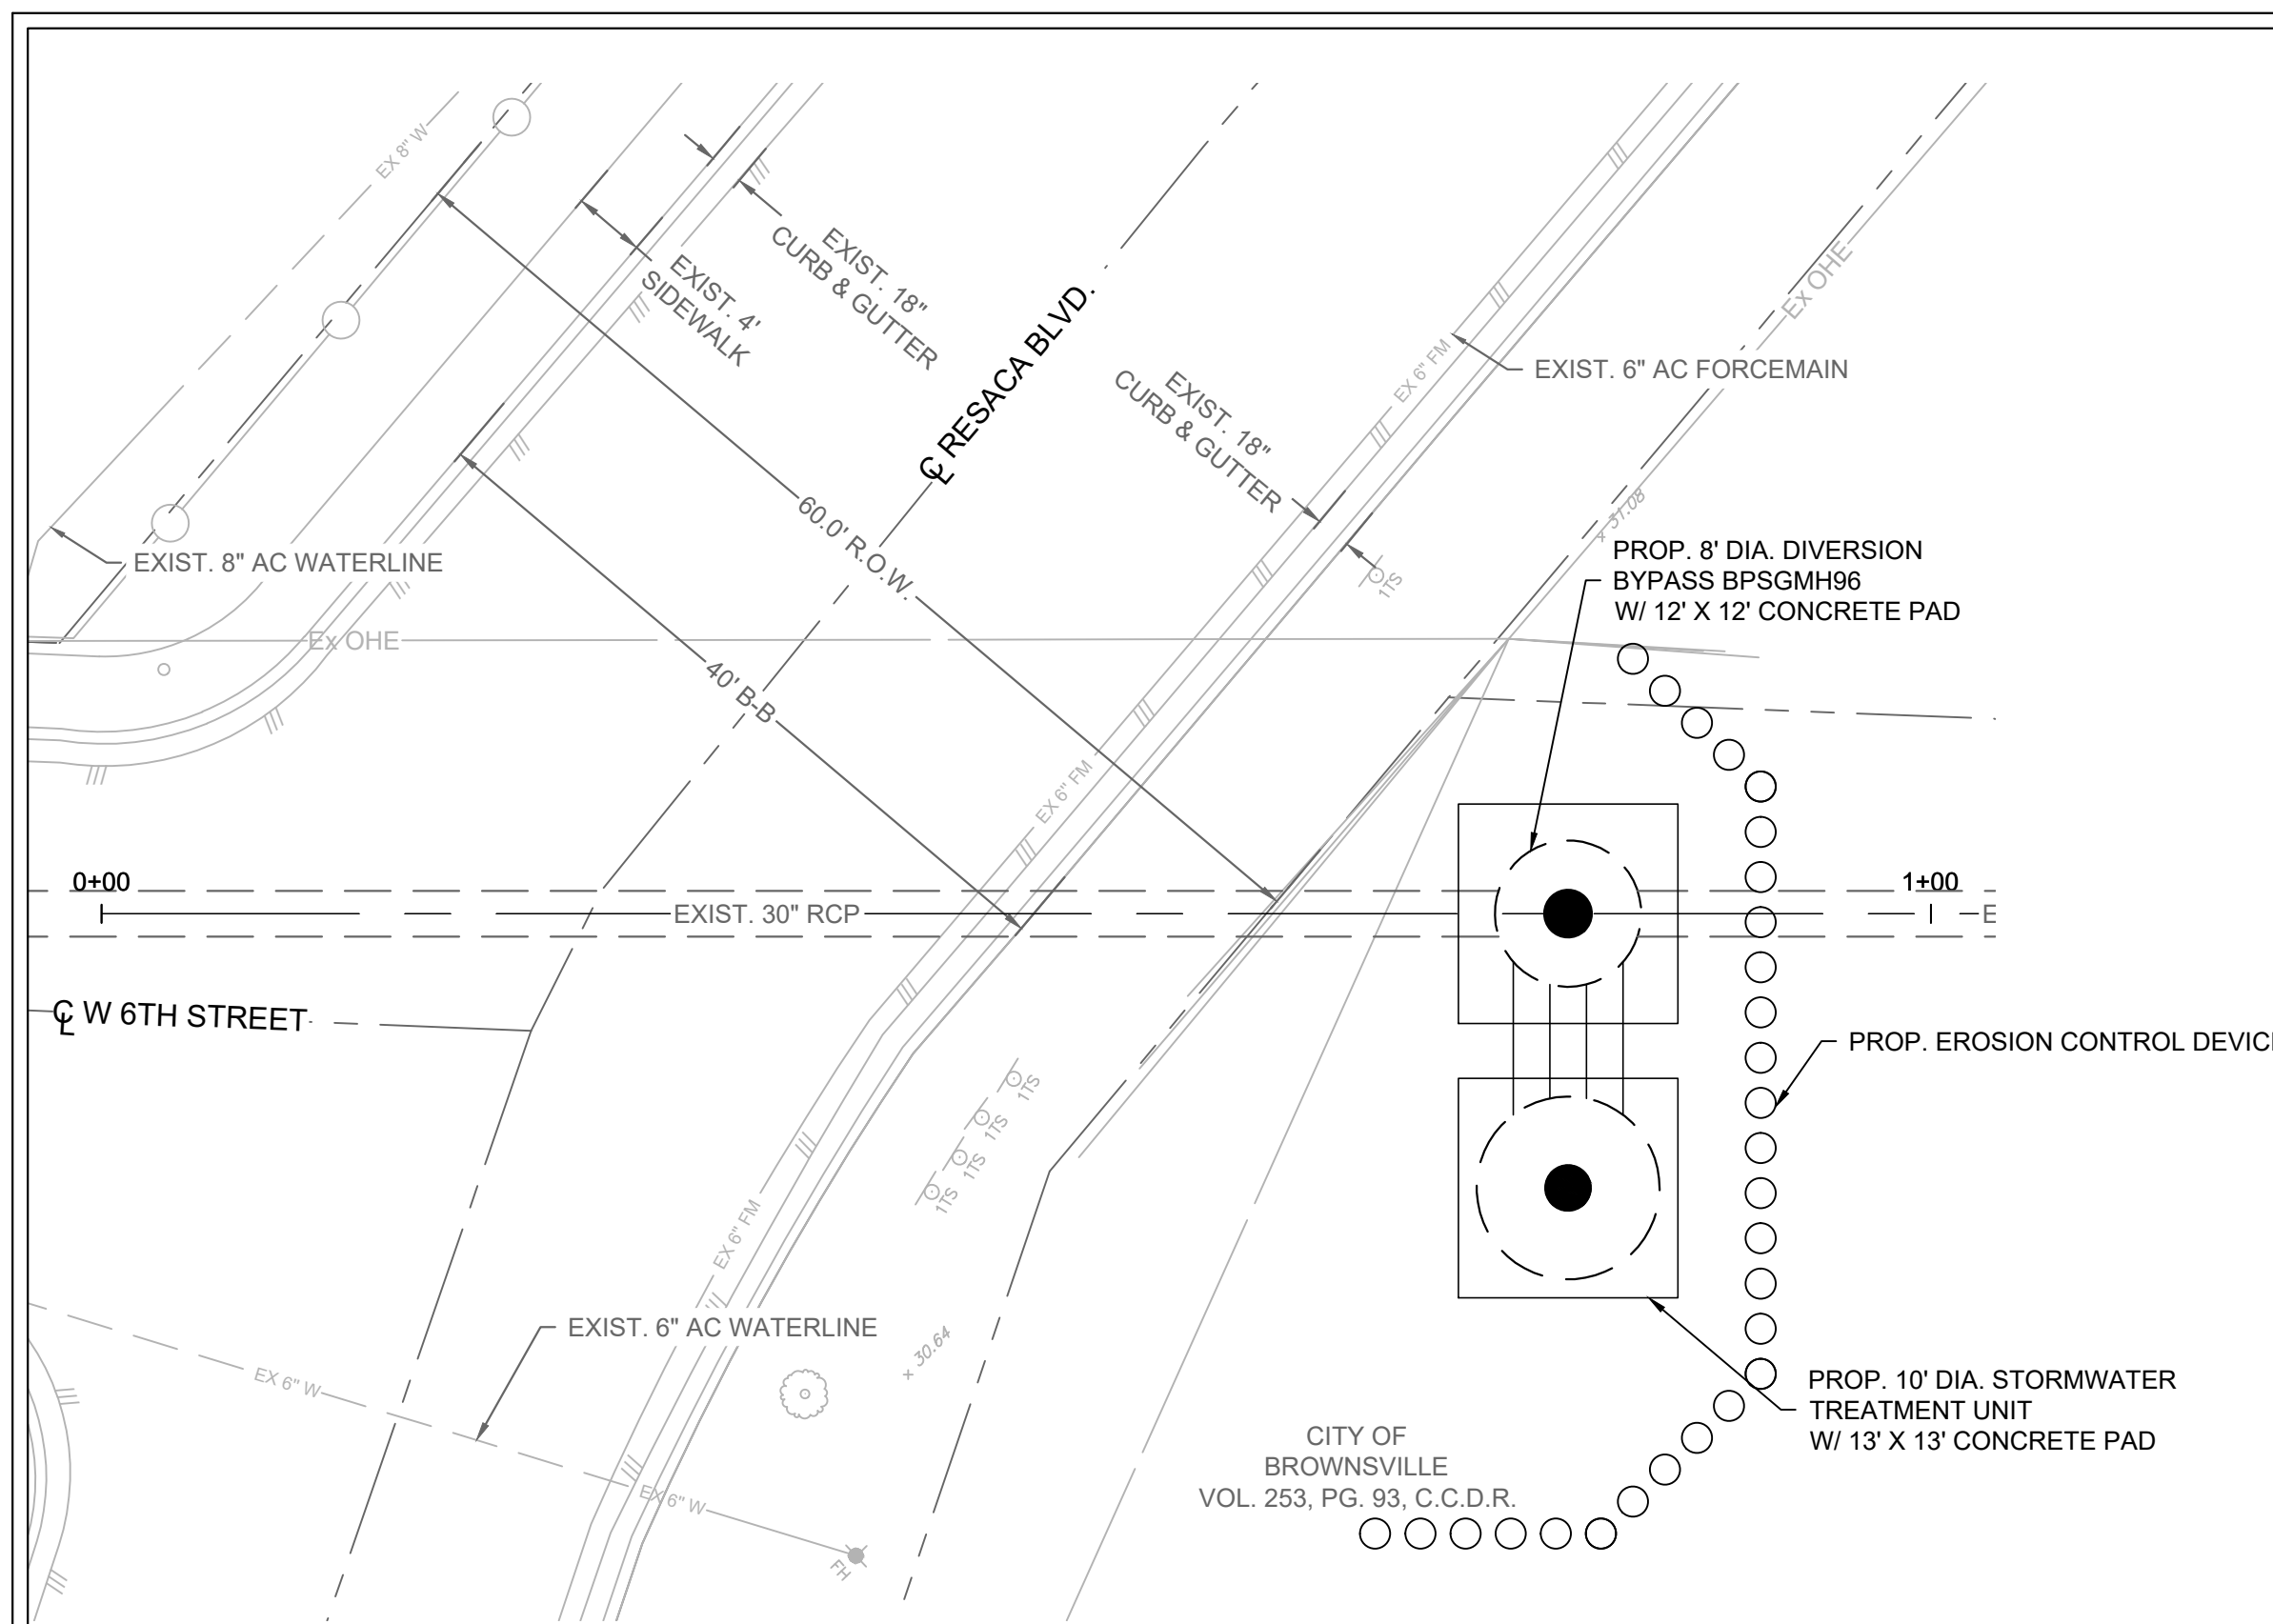 EX 8" W
EXIST. 18"
CURB & GUTTER
EXIST. 4'
SIDEWALK
℄ RESACA BLVD.
Ex OHE
EX 6" FM
EXIST. 6" AC FORCEMAIN
EXIST. 18"
CURB & GUTTER
60.0' R.O.W.
31.08
EXIST. 8" AC WATERLINE
1TS
PROP. 8' DIA. DIVERSION
BYPASS BPSGMH96
W/ 12' X 12' CONCRETE PAD
Ex OHE
40' B-B
EX 6" FM
0+00
1+00
EXIST. 30" RCP
E
℄ W 6TH STREET
PROP. EROSION CONTROL DEVICE
1TS
1TS
1TS
1TS
EX 6" FM
EXIST. 6" AC WATERLINE
30.64
EX 6" W
PROP. 10' DIA. STORMWATER
TREATMENT UNIT
W/ 13' X 13' CONCRETE PAD
CITY OF
BROWNSVILLE
VOL. 253, PG. 93, C.C.D.R.
EX 6" W
FH